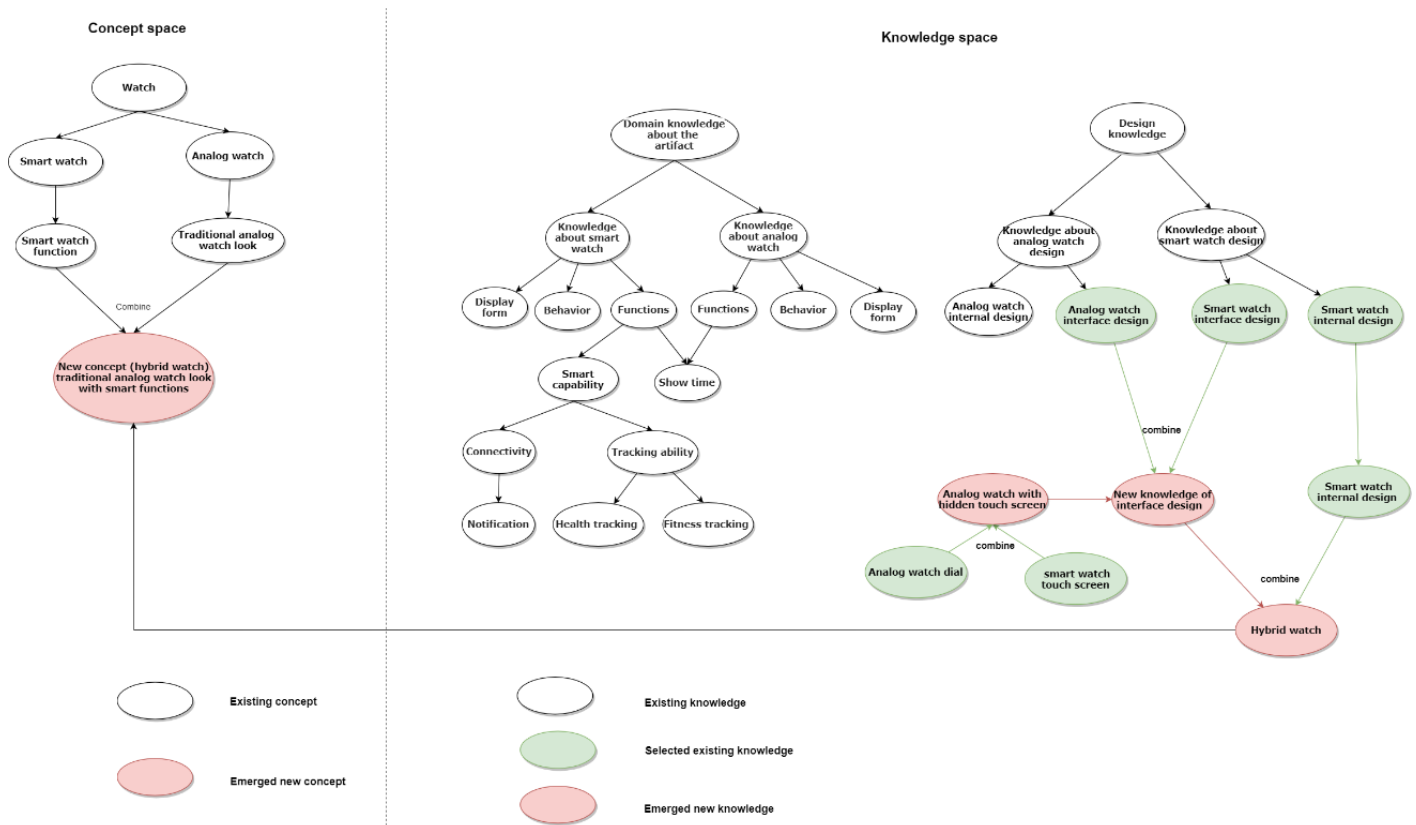 Concept space
Knowledge space
Watch
Smart watch
Analog watch
Smart watch
function
Traditional analog
watch look
Combine
New concept (hybrid watch)
traditional analog watch look
with smart functions
Domain knowledge
about the
artifact
Knowledge
about smart
watch
Knowledge
about analog
watch
Display
form
Behavior
Functions
Functions
Behavior
Display
form
Smart
capability
Show time
Connectivity
Tracking ability
Notification
Health tracking
Fitness tracking
Design
knowledge
Knowledge about
analog watch
design
Knowledge about
smart watch design
Analog watch
internal design
Analog watch
interface design
Smart watch
interface design
Smart watch
internal design
combine
Analog watch with
hidden touch screen
New knowledge of
interface design
Smart watch
internal design
combine
Analog watch dial
smart watch
touch screen
combine
Hybrid watch
Existing concept
Emerged new concept
Existing knowledge
Selected existing knowledge
Emerged new knowledge